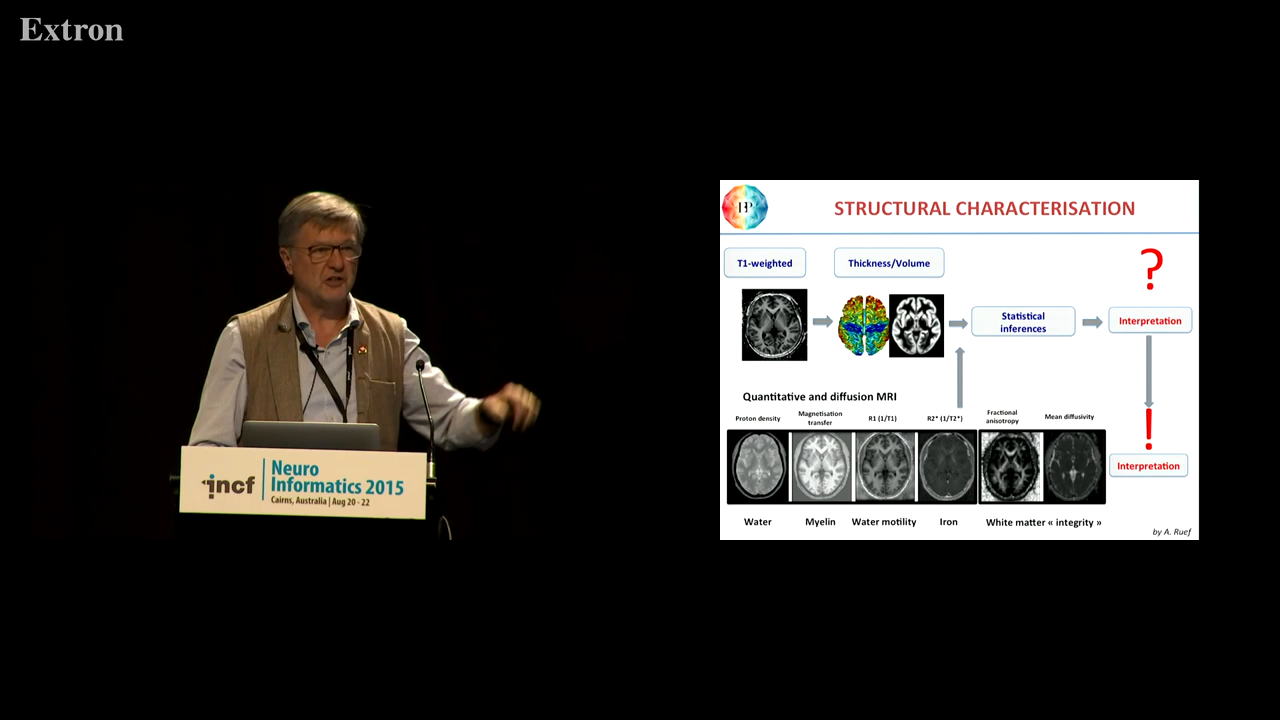 Extron
incf
Neuro
Informatics 2015
Cairns, Australia | Aug 20 - 22
STRUCTURAL CHARACTERISATION
T1-weighted
Thickness/Volume
?
Statistical
inferences
Interpretation
Quantitative and diffusion MRI
Proton density
Magnetisation
transfer
R1 (1/T1)
R2* (1/T2*)
Fractional
anisotropy
Mean diffusivity
!
Interpretation
Water
Myelin
Water motility
Iron
White matter « integrity »
by A. Ruef